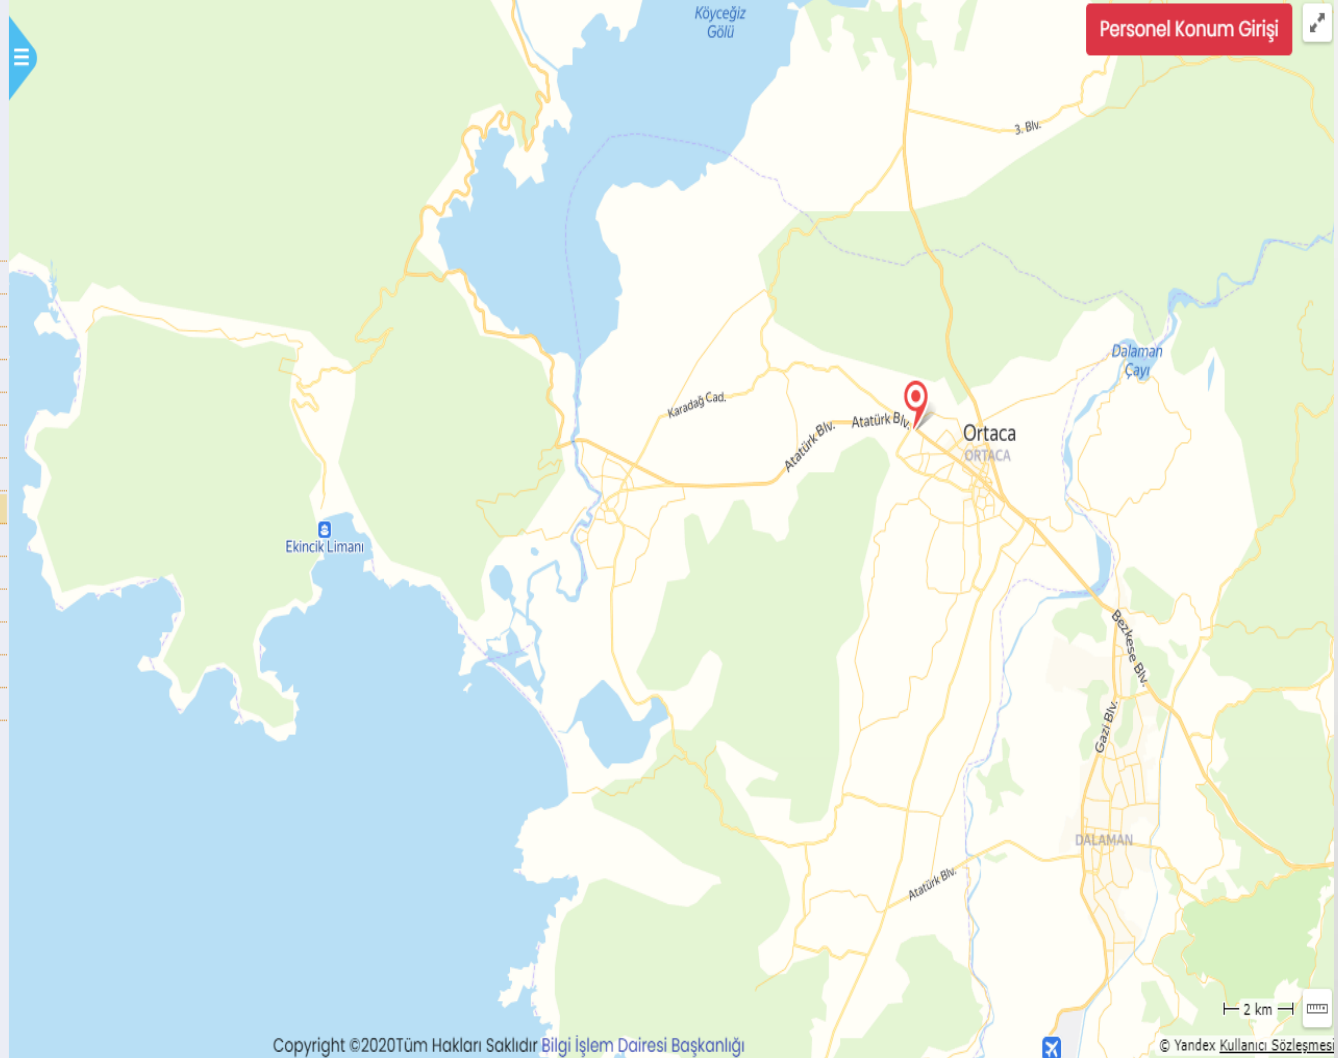 Köyceğiz
Gölü
Personel Konum Girişi
3. Blv.
Dalaman
Çayı
Karadağ Cad.
Atatürk Blv.
Atatürk Blv.
Ortaca
ORTACA
Ekincik Limanı
Bezkese Blv.
Gazi Blv.
DALAMAN
Atatürk Blv.
2 km
Copyright ©2020Tüm Hakları Saklıdır Bilgi İşlem Dairesi Başkanlığı
© Yandex Kullanıcı Sözleşmesi